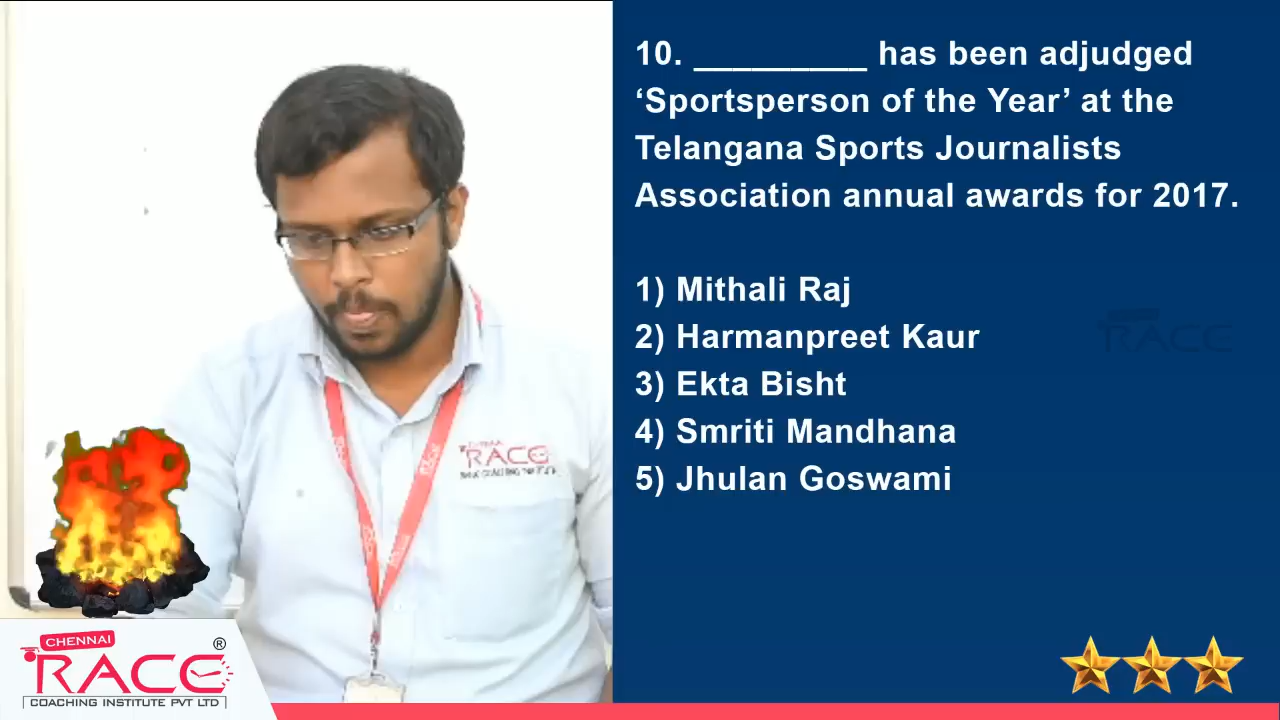 10. _________ has been adjudged
‘Sportsperson of the Year’ at the
Telangana Sports Journalists
Association annual awards for 2017.
1) Mithali Raj
2) Harmanpreet Kaur
3) Ekta Bisht
4) Smriti Mandhana
5) Jhulan Goswami
RACE
RACE
CHENNAI
RACE ®
COACHING INSTITUTE PVT LTD